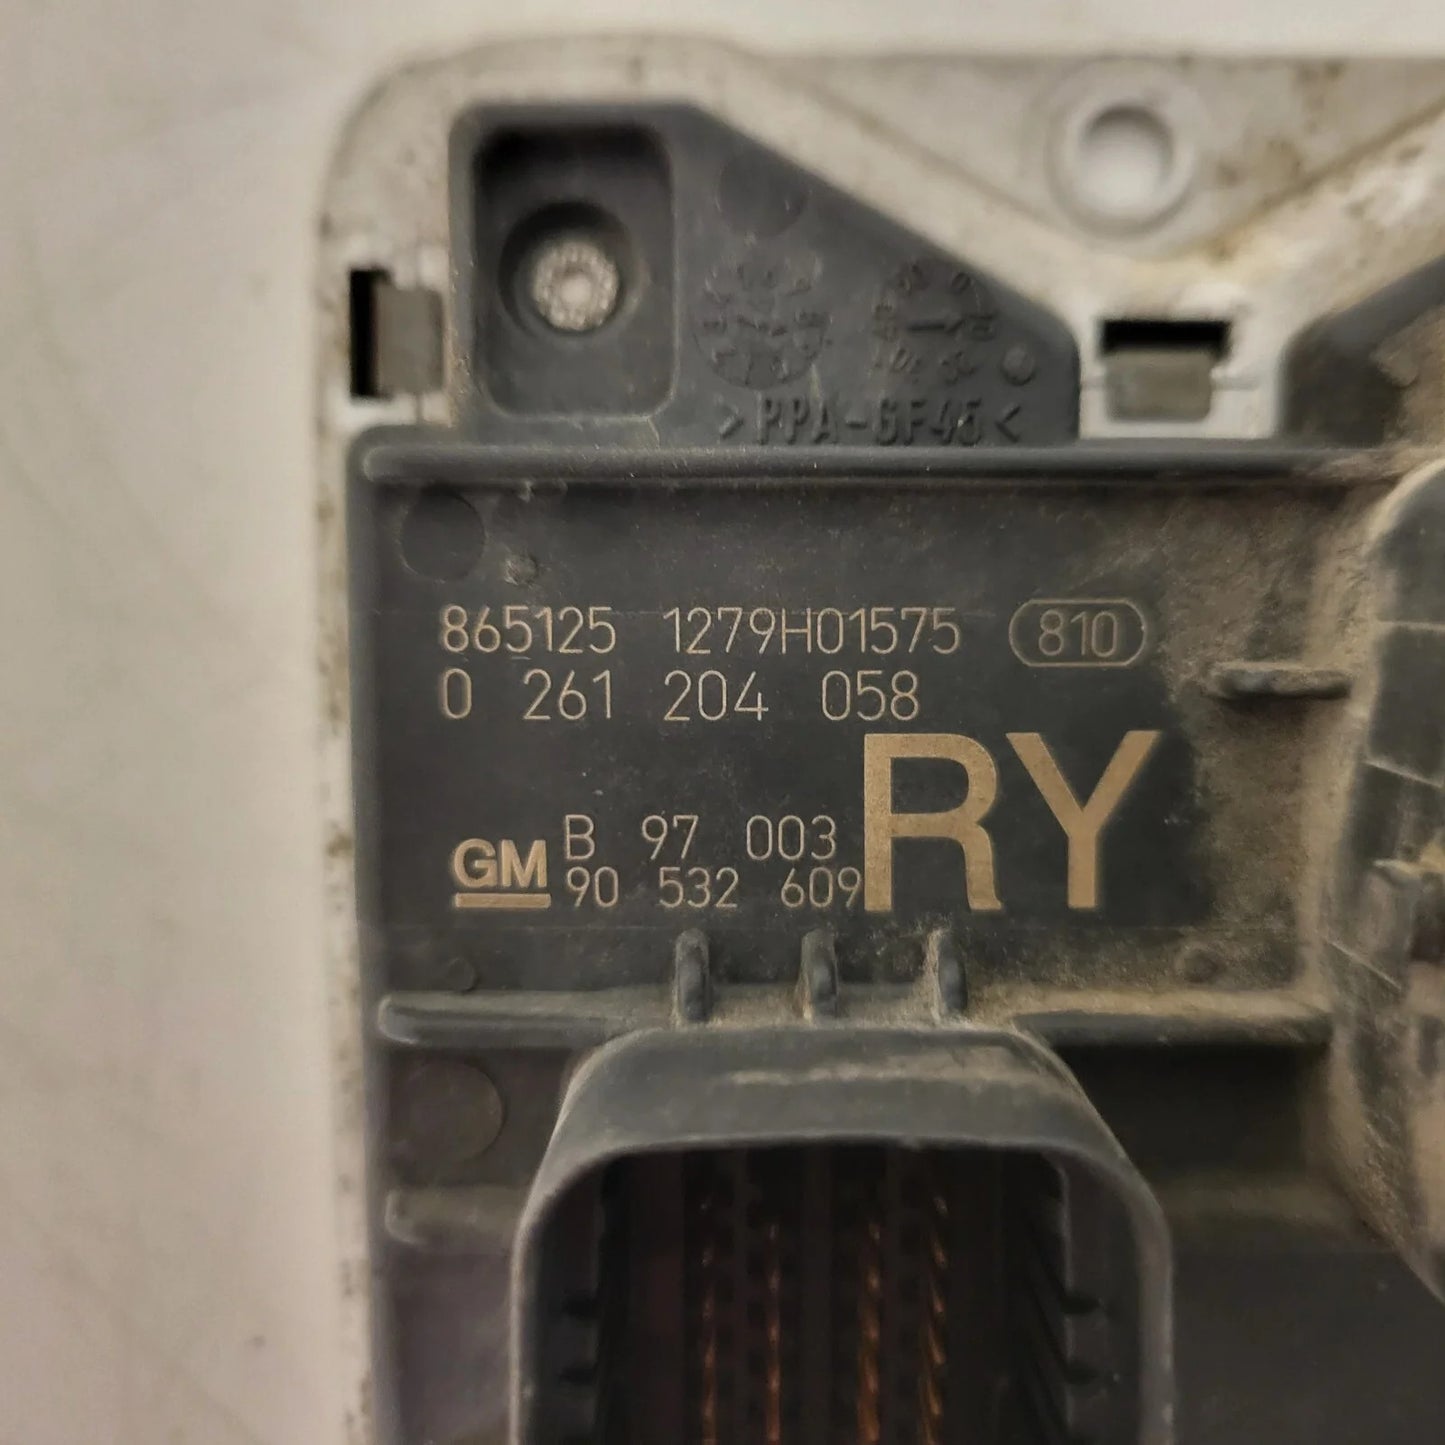 >PPA-GF45<
865125 1279H01575 810
0 261 204 058
RY
GM B 97 003
90 532 609